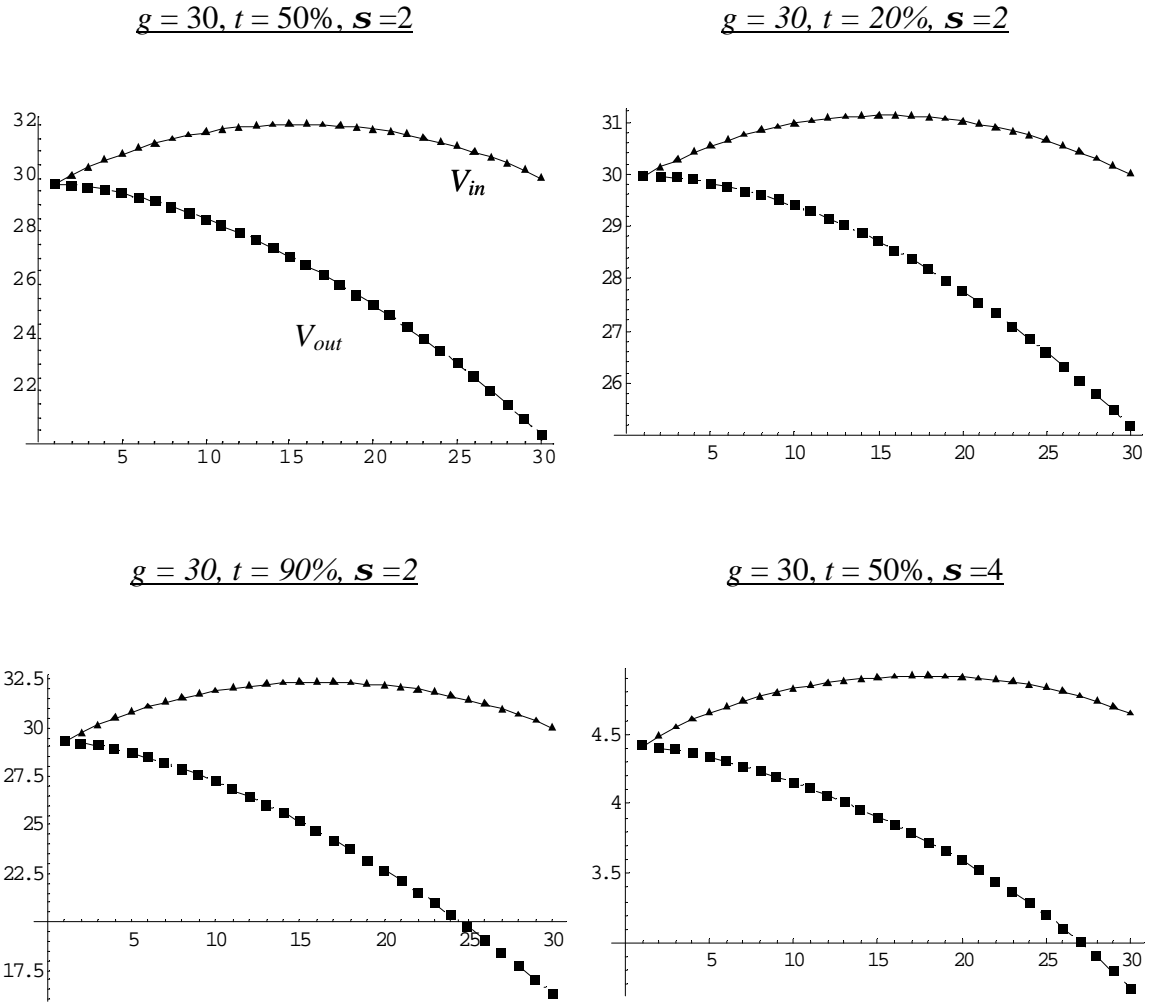 g = 30, t = 50%, s =2
g = 30, t = 20%, s =2
32
30
28
26
24
22
V_in
V_out
5 10 15 20 25 30
31
30
29
28
27
26
5 10 15 20 25 30
g = 30, t = 90%, s =2
g = 30, t = 50%, s =4
32.5
30
27.5
25
22.5
17.5
5 10 15 20 25 30
4.5
4
3.5
5 10 15 20 25 30